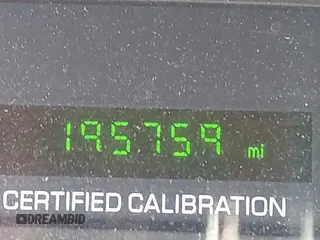 195759 mi
CERTIFIED CALIBRATION
DREAMBID